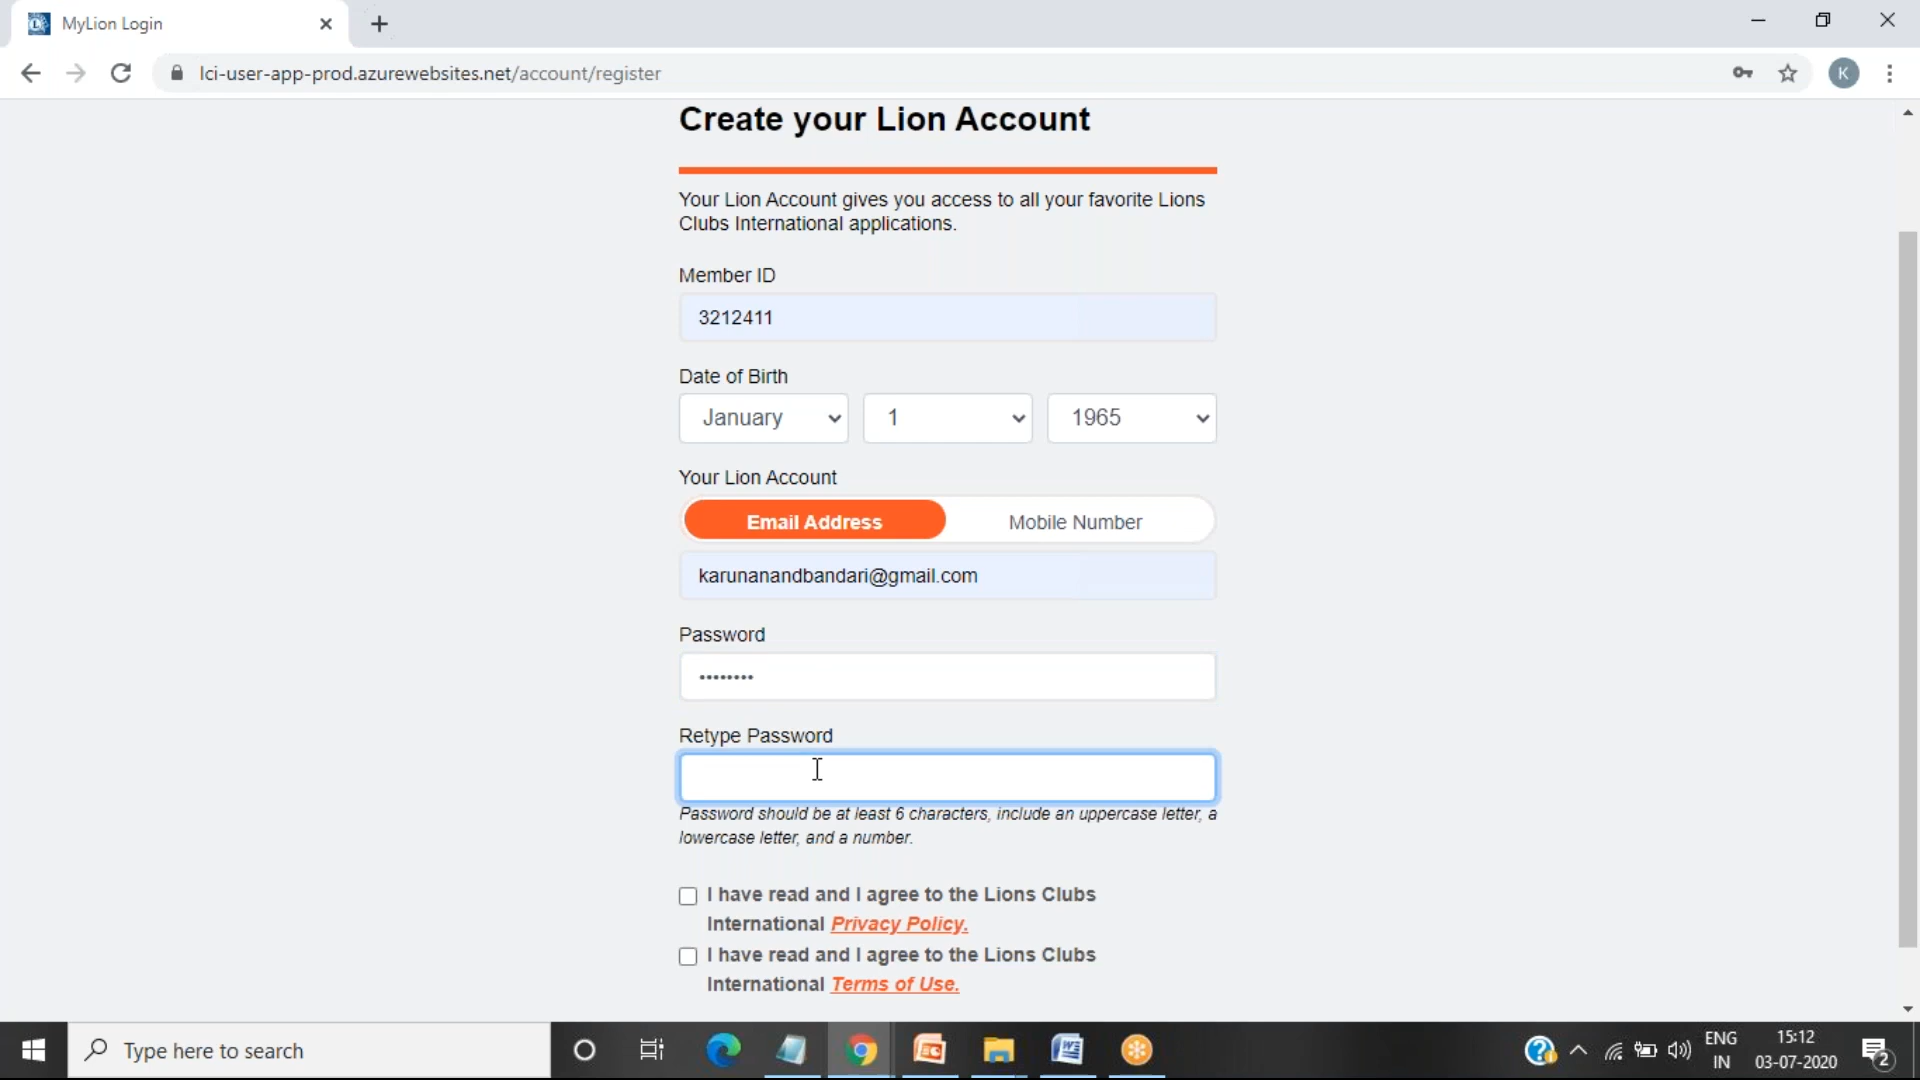 MyLion Login
lci-user-app-prod.azurewebsites.net/account/register
K
Create your Lion Account
Your Lion Account gives you access to all your favorite Lions
Clubs International applications.
Member ID
3212411
Date of Birth
January
1
1965
Your Lion Account
Email Address
Mobile Number
karunanandbandari@gmail.com
Password
••••••••
Retype Password
Password should be at least 6 characters, include an uppercase letter, a
lowercase letter, and a number.
I have read and I agree to the Lions Clubs
International Privacy Policy.
I have read and I agree to the Lions Clubs
International Terms of Use.
Type here to search
ENG
IN
15:12
03-07-2020
2